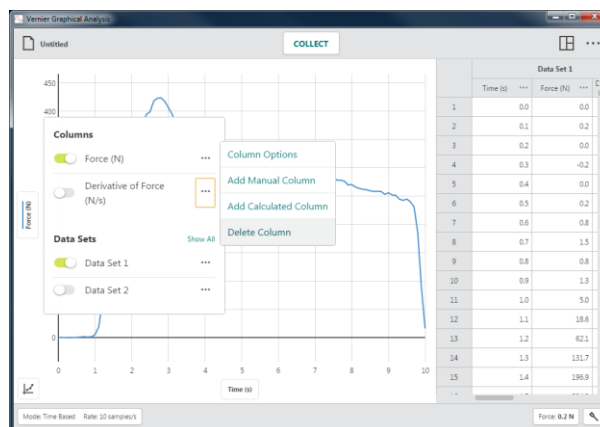 Vernier Graphical Analysis
Untitled
COLLECT
450
400
0
Force (N)
0 1 2 3 4 5 6 7 8 9 10
Time (s)
Columns
Force (N)
Derivative of Force
(N/s)
Data Sets Show All
Data Set 1
Data Set 2
Column Options
Add Manual Column
Add Calculated Column
Delete Column
Data Set 1
Time (s) Force (N)
1 0.0 0.0
2 0.1 0.2
3 0.2 0.0
4 0.3 -0.2
5 0.4 0.0
6 0.5 0.2
7 0.6 0.8
8 0.7 1.5
9 0.8 0.8
10 0.9 1.3
11 1.0 5.0
12 1.1 18.6
13 1.2 62.1
14 1.3 131.7
15 1.4 196.9
Mode: Time Based Rate: 10 samples/s
Force: 0.2 N